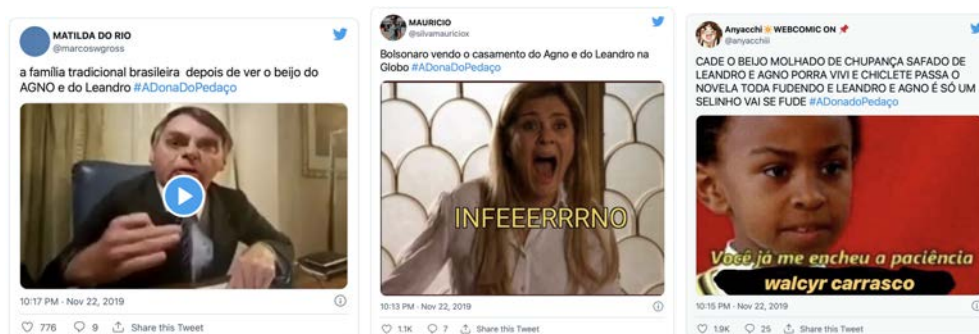 MATILDA DO RIO
@marcoswgross
a família tradicional brasileira depois de ver o beijo do
AGNO e do Leandro #ADonaDoPedaço
10:17 PM · Nov 22, 2019
776 9 Share this Tweet
MAURICIO
@silvamauriciox
Bolsonaro vendo o casamento do Agno e do Leandro na
Globo #ADonaDoPedaço
INFEEERRRNO
10:13 PM · Nov 22, 2019
1.1K 7 Share this Tweet
Anyacchi WEBCOMIC ON
@anyacchiii
CADE O BEIJO MOLHADO DE CHUPANÇA SAFADO DE
LEANDRO E AGNO PORRA VIVI E CHICLETE PASSA O
NOVELA TODA FUDENDO E LEANDRO E AGNO É SÓ UM
SELINHO VAI SE FUDE #ADonadoPedaço
Você já me encheu a paciência
walcyr carrasco
10:15 PM · Nov 22, 2019
1.9K 25 Share this Tweet